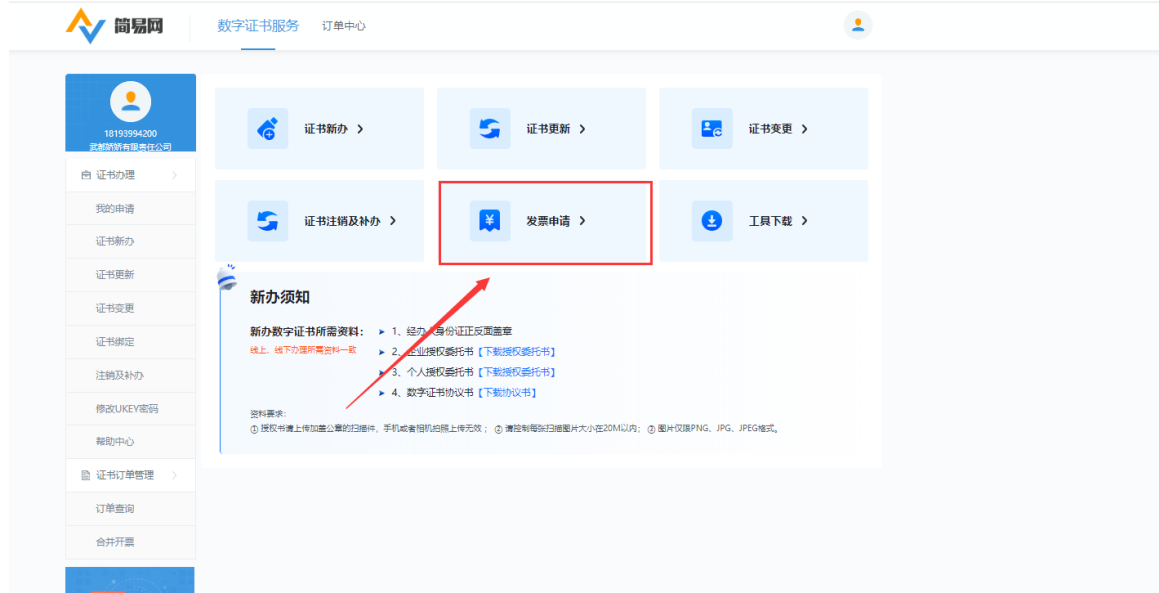 简易网
数字证书服务
订单中心
18193994200
武都娇娇有限责任公司
证书办理
我的申请
证书新办
证书更新
证书变更
证书绑定
注销及补办
修改UKEY密码
帮助中心
证书订单管理
订单查询
合并开票
证书新办
证书更新
证书变更
证书注销及补办
发票申请
工具下载
新办须知
新办数字证书所需资料：
线上、线下办理所需资料一致
1、经办人身份证正反面盖章
2、企业授权委托书【下载授权委托书】
3、个人授权委托书【下载授权委托书】
4、数字证书协议书【下载协议书】
资料要求:
① 授权书请上传加盖公章的扫描件，手机或者相机拍照上传无效； ② 请控制每张扫描图片大小在20M以内； ③ 图片仅限PNG、JPG、JPEG格式。